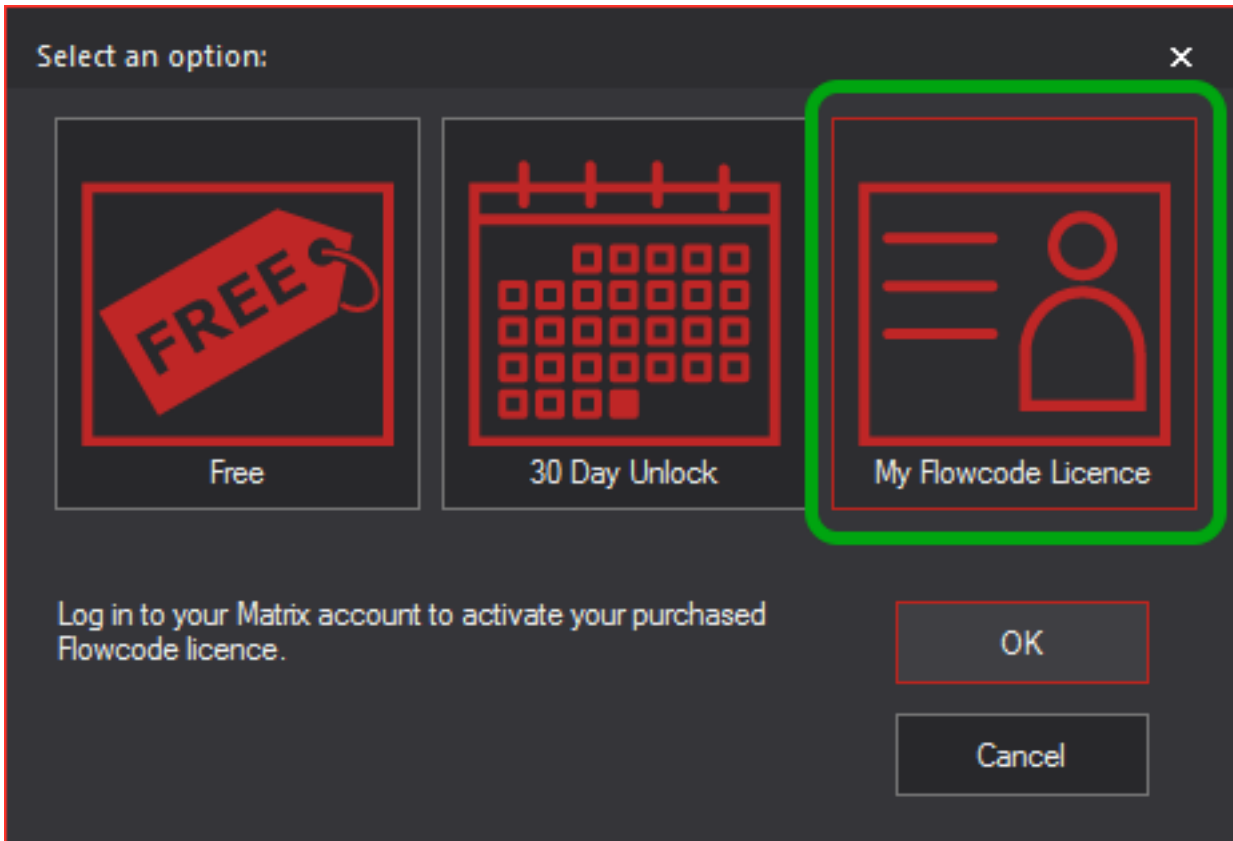 Select an option:
FREE
Free
30 Day Unlock
My Flowcode Licence
Log in to your Matrix account to activate your purchased
Flowcode licence.
OK
Cancel